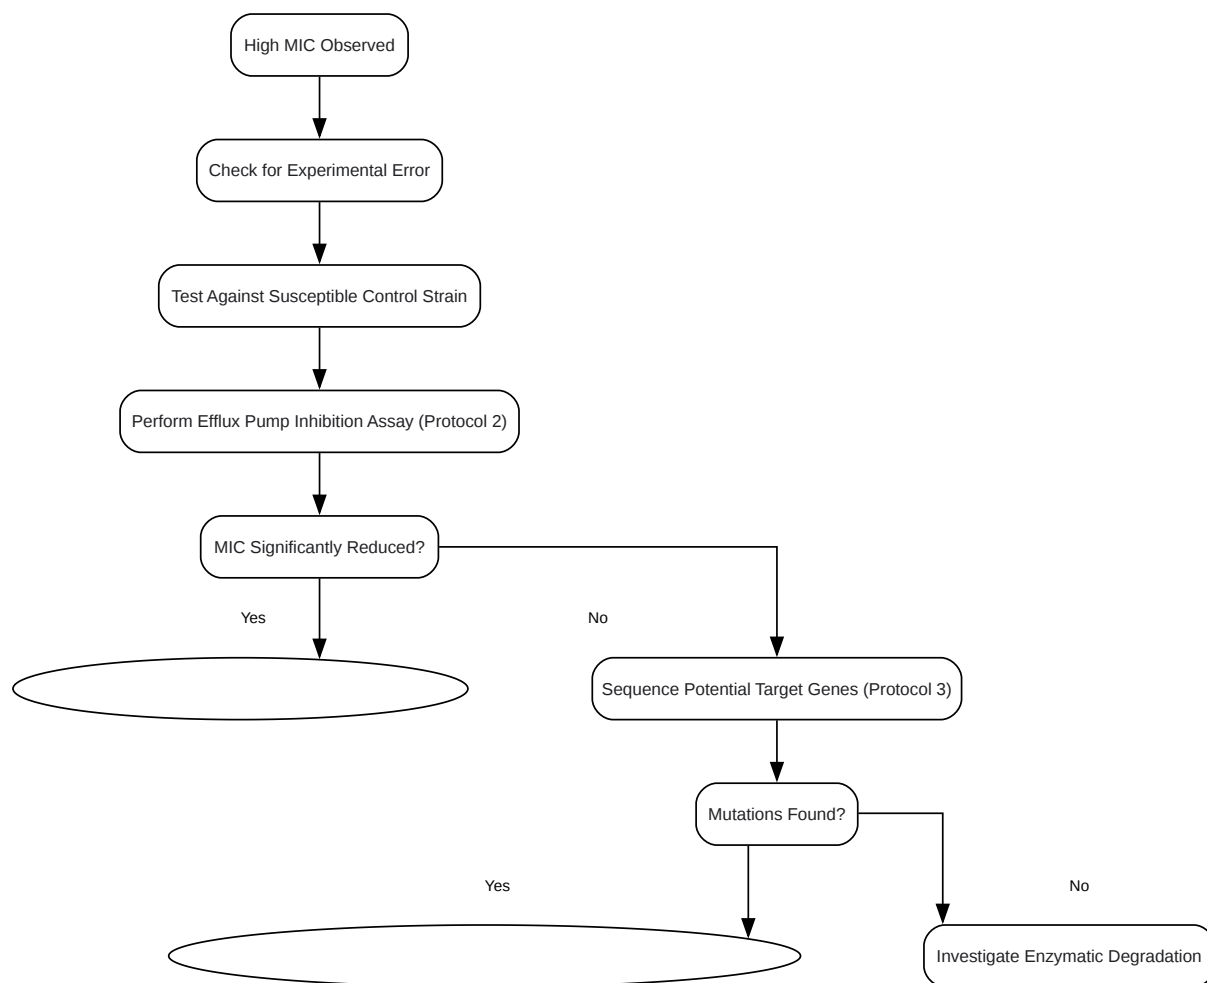 High MIC Observed
Check for Experimental Error
Test Against Susceptible Control Strain
Perform Efflux Pump Inhibition Assay (Protocol 2)
MIC Significantly Reduced?
Yes
No
Sequence Potential Target Genes (Protocol 3)
Mutations Found?
Yes
No
Investigate Enzymatic Degradation